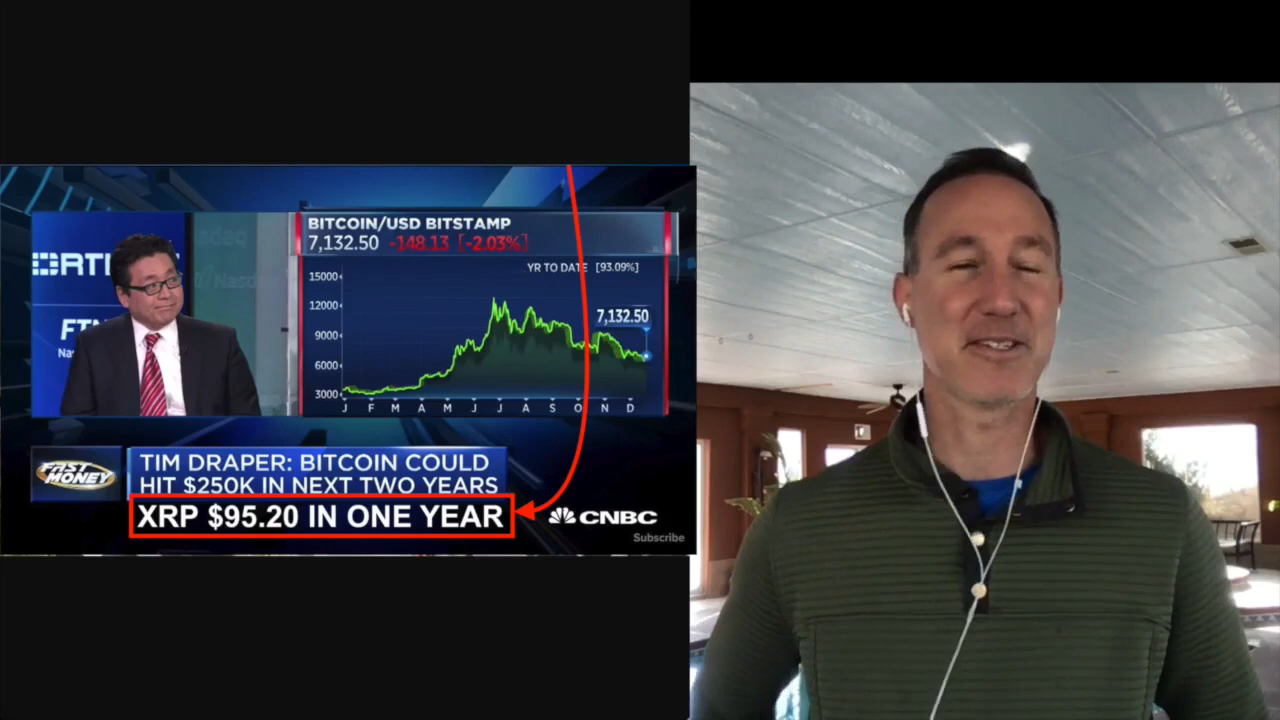 BITCOIN/USD BITSTAMP
7,132.50 -148.13 [-2.03%]
YR TO DATE [93.09%]
15000
12000
9000
6000
3000
7,132.50
J F M A M J J A S O N D
FAST
MONEY
TIM DRAPER: BITCOIN COULD
HIT $250K IN NEXT TWO YEARS
XRP $95.20 IN ONE YEAR
CNBC
Subscribe